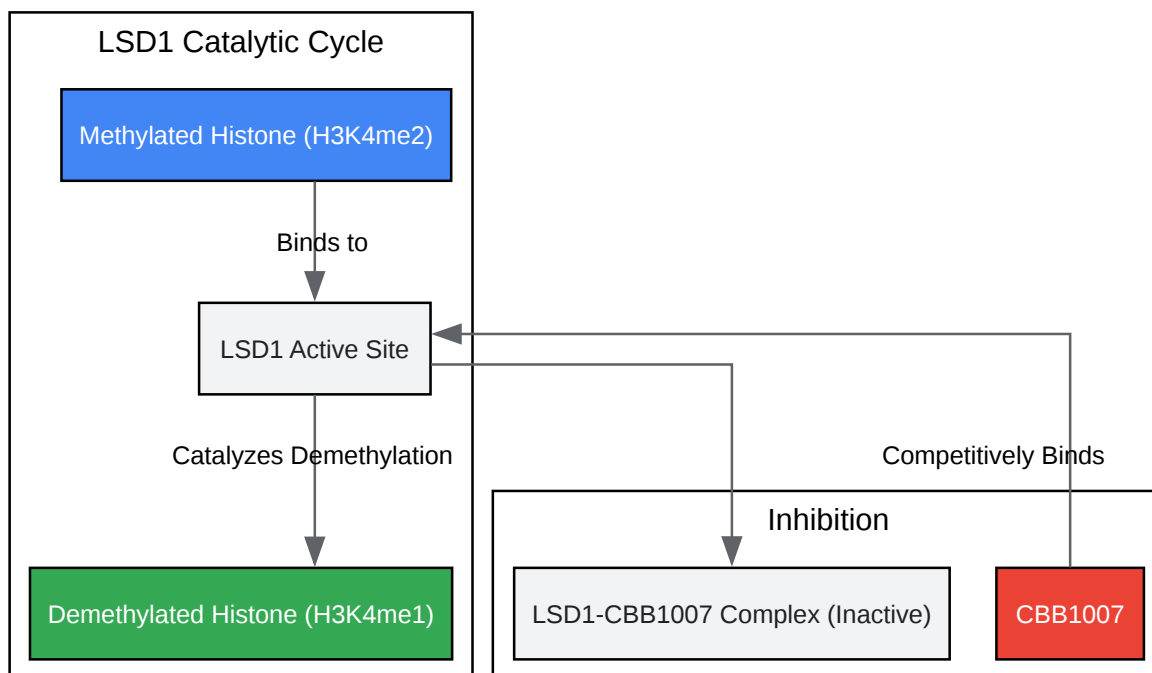 LSD1 Catalytic Cycle
Methylated Histone (H3K4me2)
Binds to
LSD1 Active Site
Catalyzes Demethylation
Competitively Binds
Inhibition
Demethylated Histone (H3K4me1)
LSD1-CBB1007 Complex (Inactive)
CBB1007